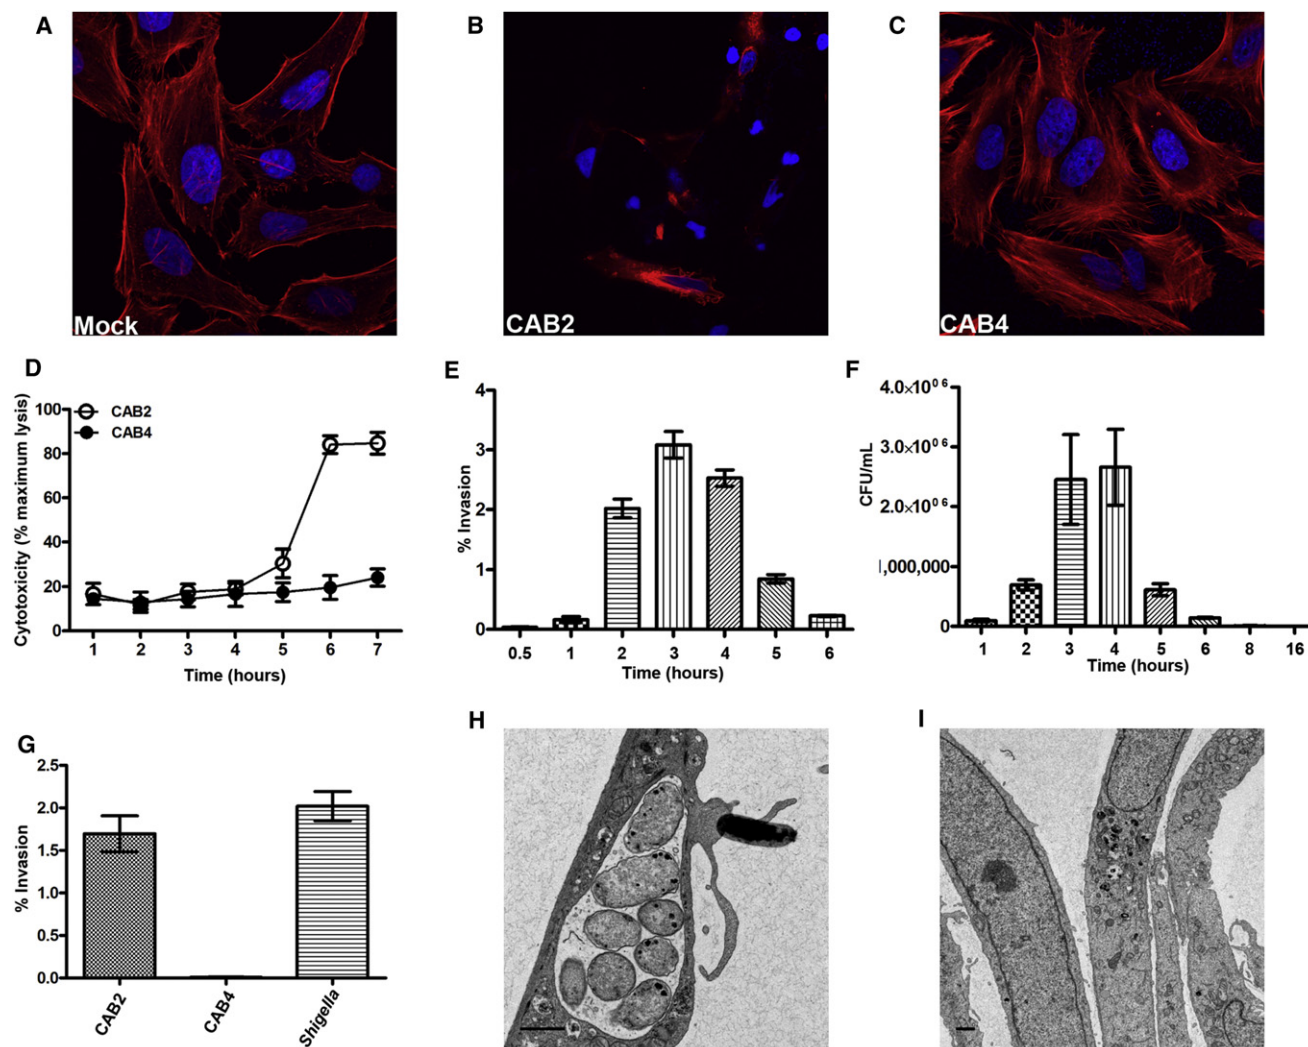 A
B
C
Mock
CAB2
CAB4
D
CAB2
CAB4
Cytotoxicity (% maximum lysis)
100
80
60
40
20
0
1 2 3 4 5 6 7
Time (hours)
E
% Invasion
4
3
2
1
0
0.5 1 2 3 4 5 6
Time (hours)
F
CFU/mL
4.0×10⁰⁶
3.0×10⁰⁶
2.0×10⁰⁶
1,000,000
0
1 2 3 4 5 6 8 16
Time (hours)
G
% Invasion
2.5
2.0
1.5
1.0
0.5
0.0
CAB2
CAB4
Shigella
H
I